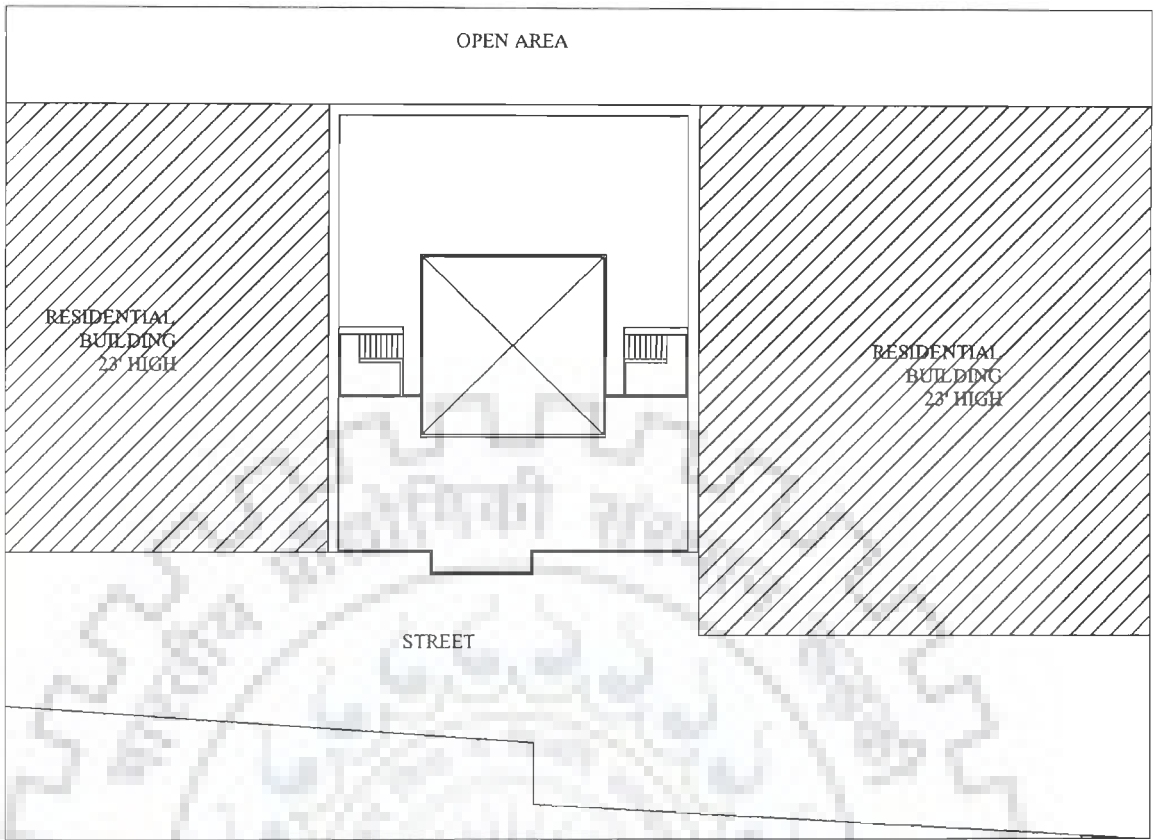 OPEN AREA
RESIDENTIAL
BUILDING
23' HIGH
RESIDENTIAL
BUILDING
23' HIGH
STREET